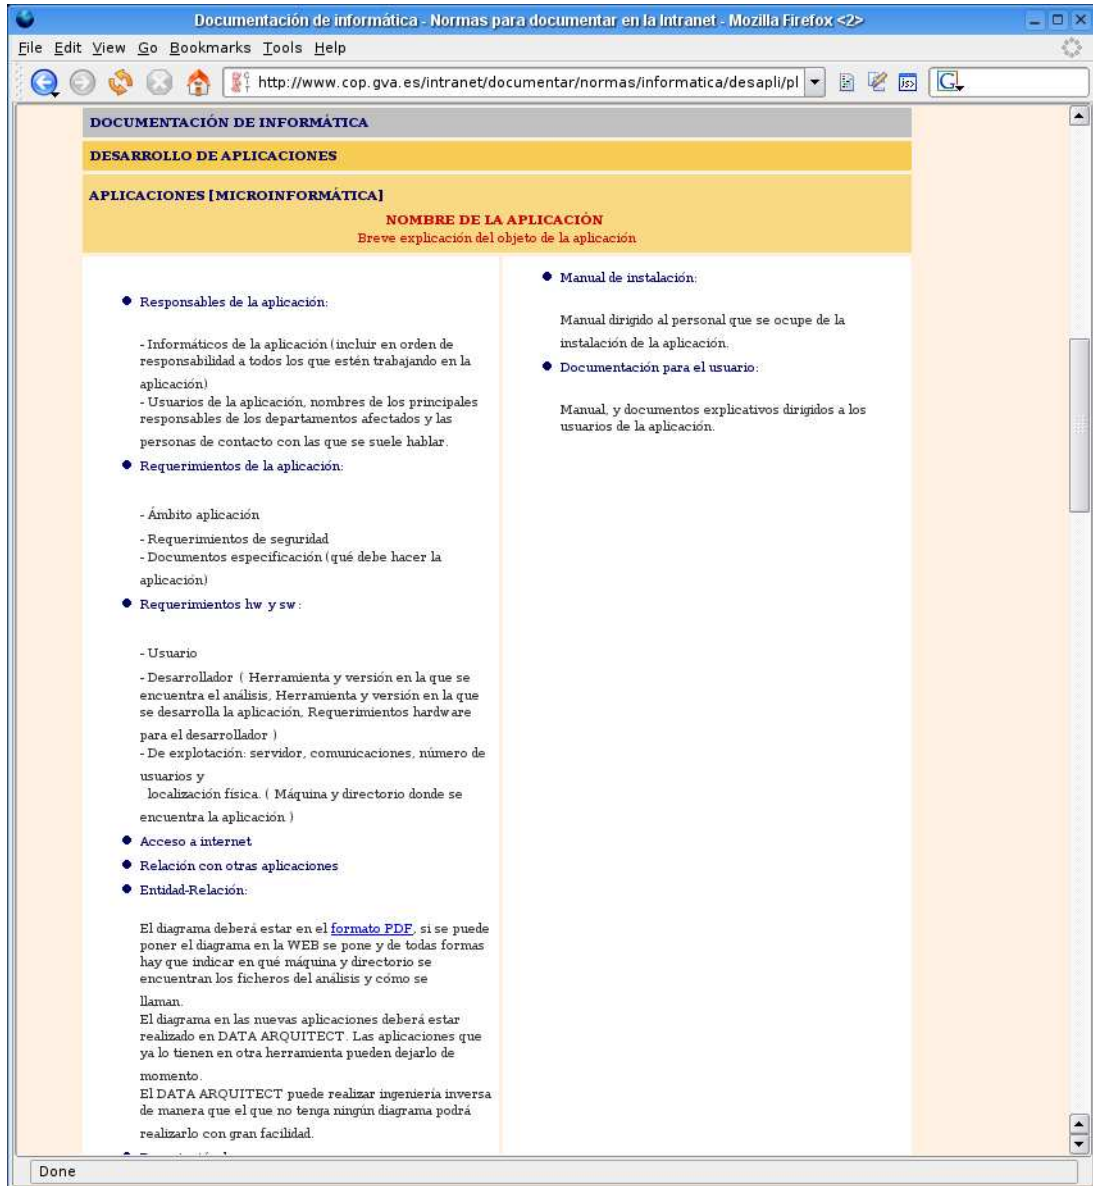 Documentación de informática - Normas para documentar en la Intranet - Mozilla Firefox <2>
File Edit View Go Bookmarks Tools Help
http://www.cop.gva.es/intranet/documentar/normas/informatica/desapli/pl
DOCUMENTACIÓN DE INFORMÁTICA
DESARROLLO DE APLICACIONES
APLICACIONES [MICROINFORMÁTICA]
NOMBRE DE LA APLICACIÓN
Breve explicación del objeto de la aplicación
Responsables de la aplicación:
- Informáticos de la aplicación (incluir en orden de
responsabilidad a todos los que estén trabajando en la
aplicación)
- Usuarios de la aplicación, nombres de los principales
responsables de los departamentos afectados y las
personas de contacto con las que se suele hablar.
Requerimientos de la aplicación:
- Ámbito aplicación
- Requerimientos de seguridad
- Documentos especificación (qué debe hacer la
aplicación)
Requerimientos hw y sw :
- Usuario
- Desarrollador ( Herramienta y versión en la que se
encuentra el análisis, Herramienta y versión en la que
se desarrolla la aplicación, Requerimientos hardware
para el desarrollador )
- De explotación: servidor, comunicaciones, número de
usuarios y
localización física. ( Máquina y directorio donde se
encuentra la aplicación )
Acceso a internet
Relación con otras aplicaciones
Entidad-Relación:
El diagrama deberá estar en el formato PDF, si se puede
poner el diagrama en la WEB se pone y de todas formas
hay que indicar en qué máquina y directorio se
encuentran los ficheros del análisis y cómo se
llaman.
El diagrama en las nuevas aplicaciones deberá estar
realizado en DATA ARQUITECT. Las aplicaciones que
ya lo tienen en otra herramienta pueden dejarlo de
momento.
El DATA ARQUITECT puede realizar ingeniería inversa
de manera que el que no tenga ningún diagrama podrá
realizarlo con gran facilidad.
Manual de instalación:
Manual dirigido al personal que se ocupe de la
instalación de la aplicación.
Documentación para el usuario:
Manual, y documentos explicativos dirigidos a los
usuarios de la aplicación.
Done